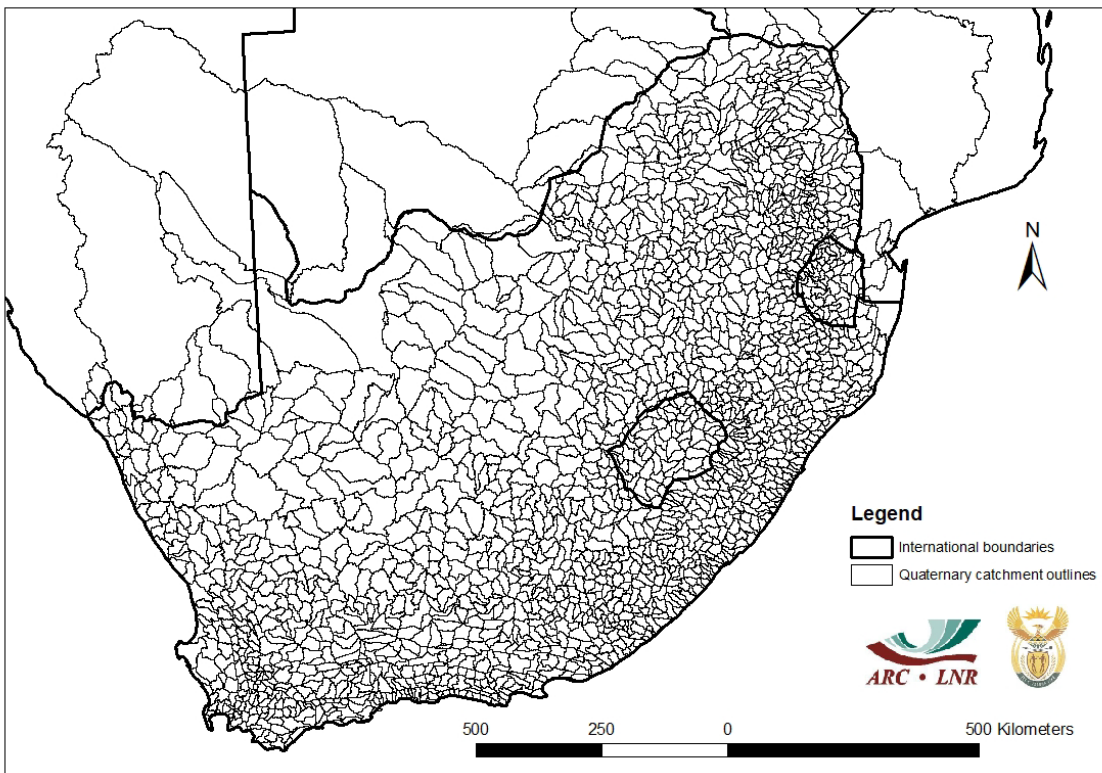 N
Legend
International boundaries
Quaternary catchment outlines
ARC • LNR
500 250 0 500 Kilometers